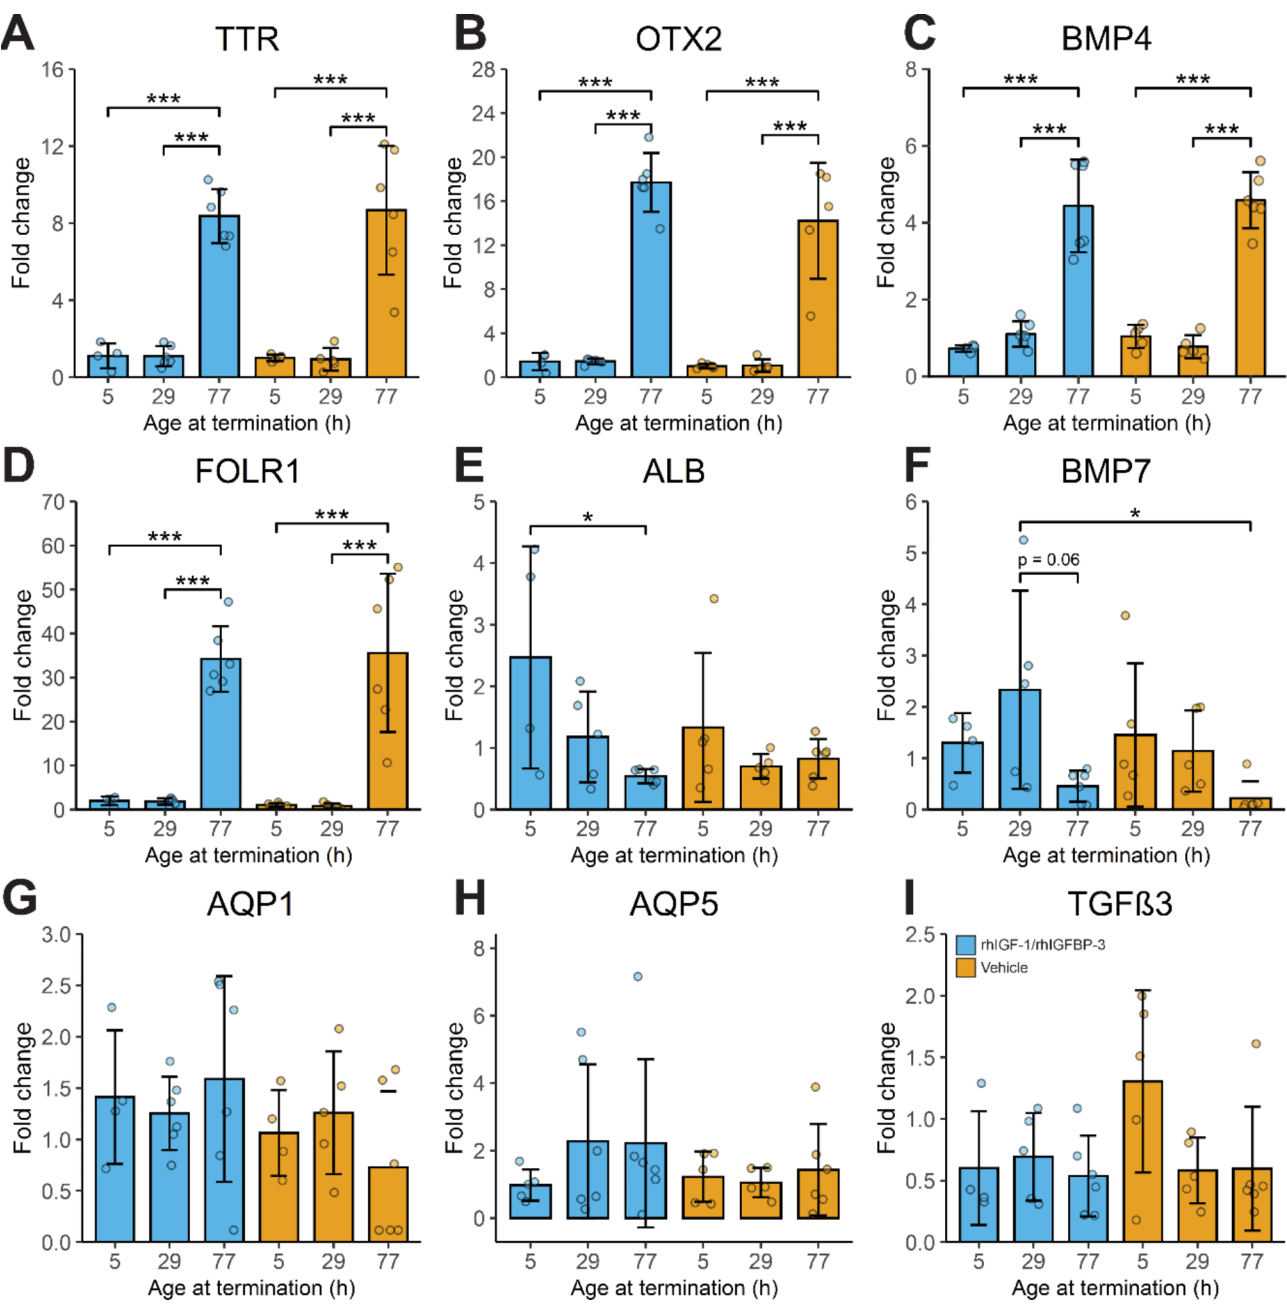 A TTR
16
12
8
4
0
Fold change
*** *** *** ***
5 29 77 5 29 77
Age at termination (h)
B OTX2
28
24
20
16
12
8
4
0
Fold change
*** *** *** ***
5 29 77 5 29 77
Age at termination (h)
C BMP4
8
6
4
2
0
Fold change
*** *** *** ***
5 29 77 5 29 77
Age at termination (h)
D FOLR1
70
60
50
40
30
20
10
0
Fold change
*** *** *** ***
5 29 77 5 29 77
Age at termination (h)
E ALB
5
4
3
2
1
0
Fold change
*
5 29 77 5 29 77
Age at termination (h)
F BMP7
6
5
4
3
2
1
0
Fold change
*
p = 0.06
5 29 77 5 29 77
Age at termination (h)
G AQP1
3.0
2.5
2.0
1.5
1.0
0.5
0.0
Fold change
5 29 77 5 29 77
Age at termination (h)
H AQP5
8
6
4
2
0
Fold change
5 29 77 5 29 77
Age at termination (h)
I TGFß3
2.5
2.0
1.5
1.0
0.5
0.0
Fold change
rhIGF-1/rhIGFBP-3
Vehicle
5 29 77 5 29 77
Age at termination (h)